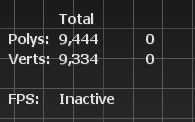 Total
Polys: 9,444 0
Verts: 9,334 0
FPS: Inactive